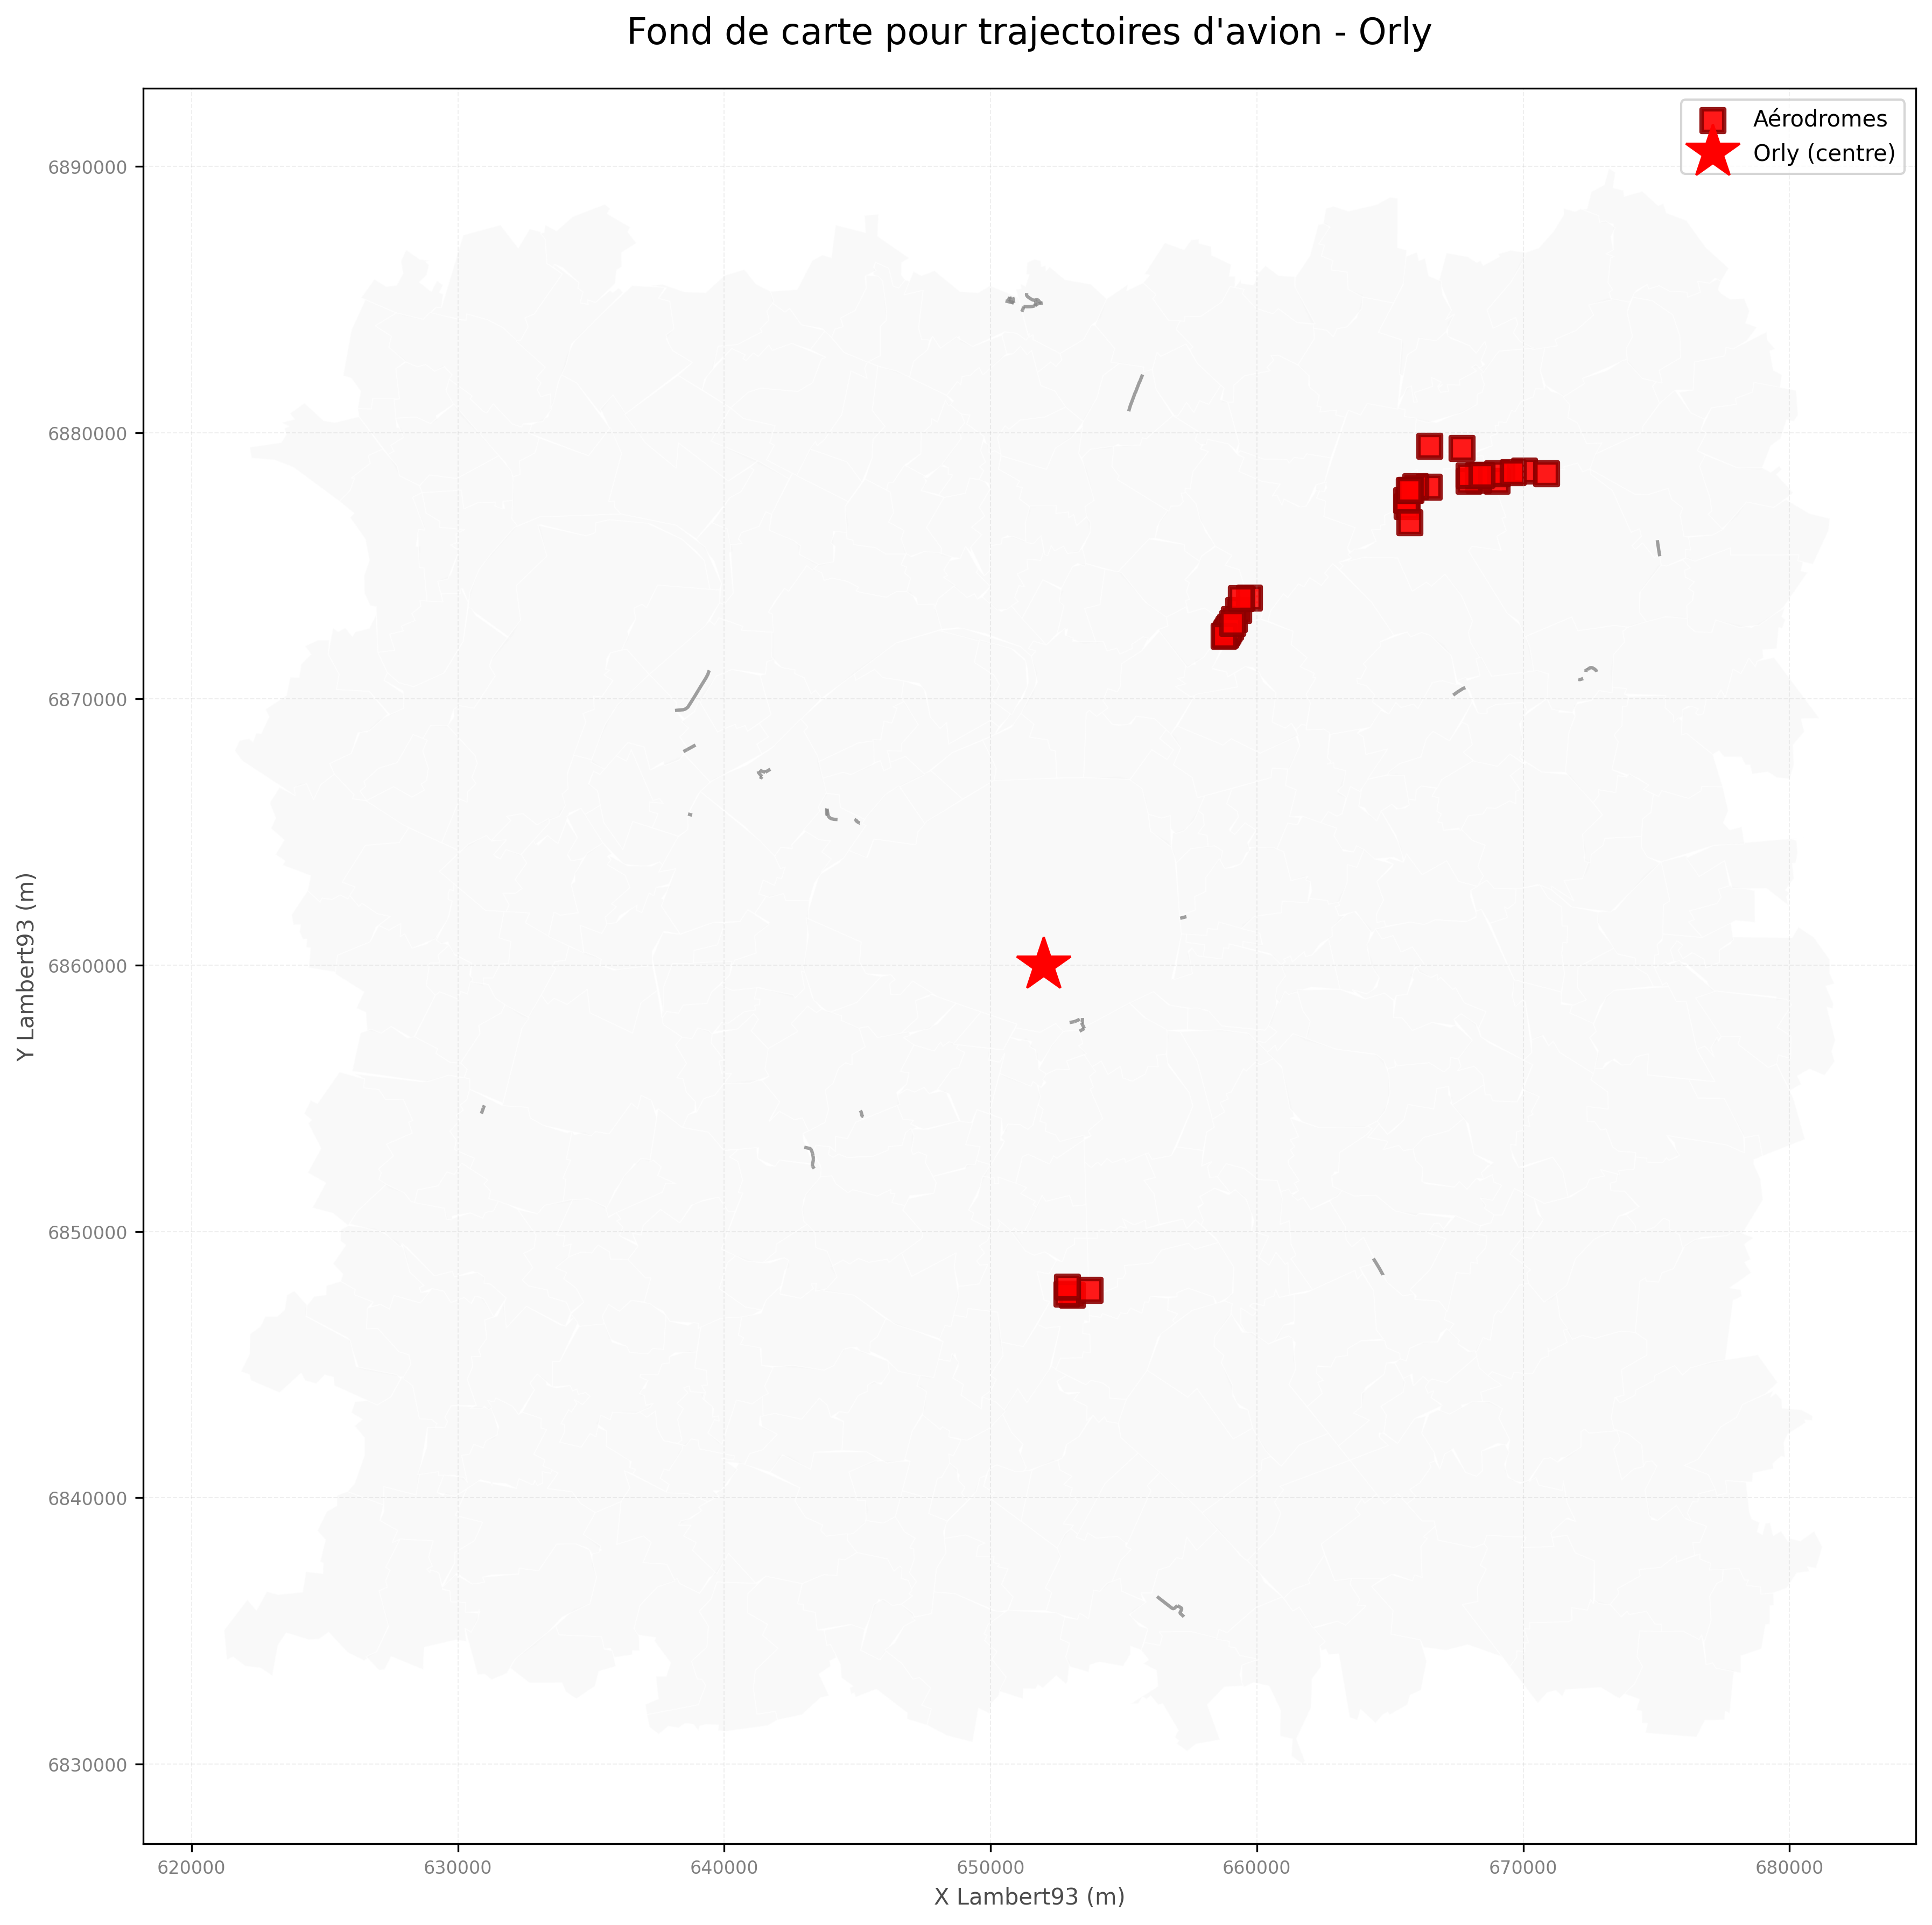 Fond de carte pour trajectoires d'avion - Orly
Aérodromes
Orly (centre)
6890000
6880000
6870000
6860000
6850000
6840000
6830000
Y Lambert93 (m)
620000
630000
640000
650000
660000
670000
680000
X Lambert93 (m)